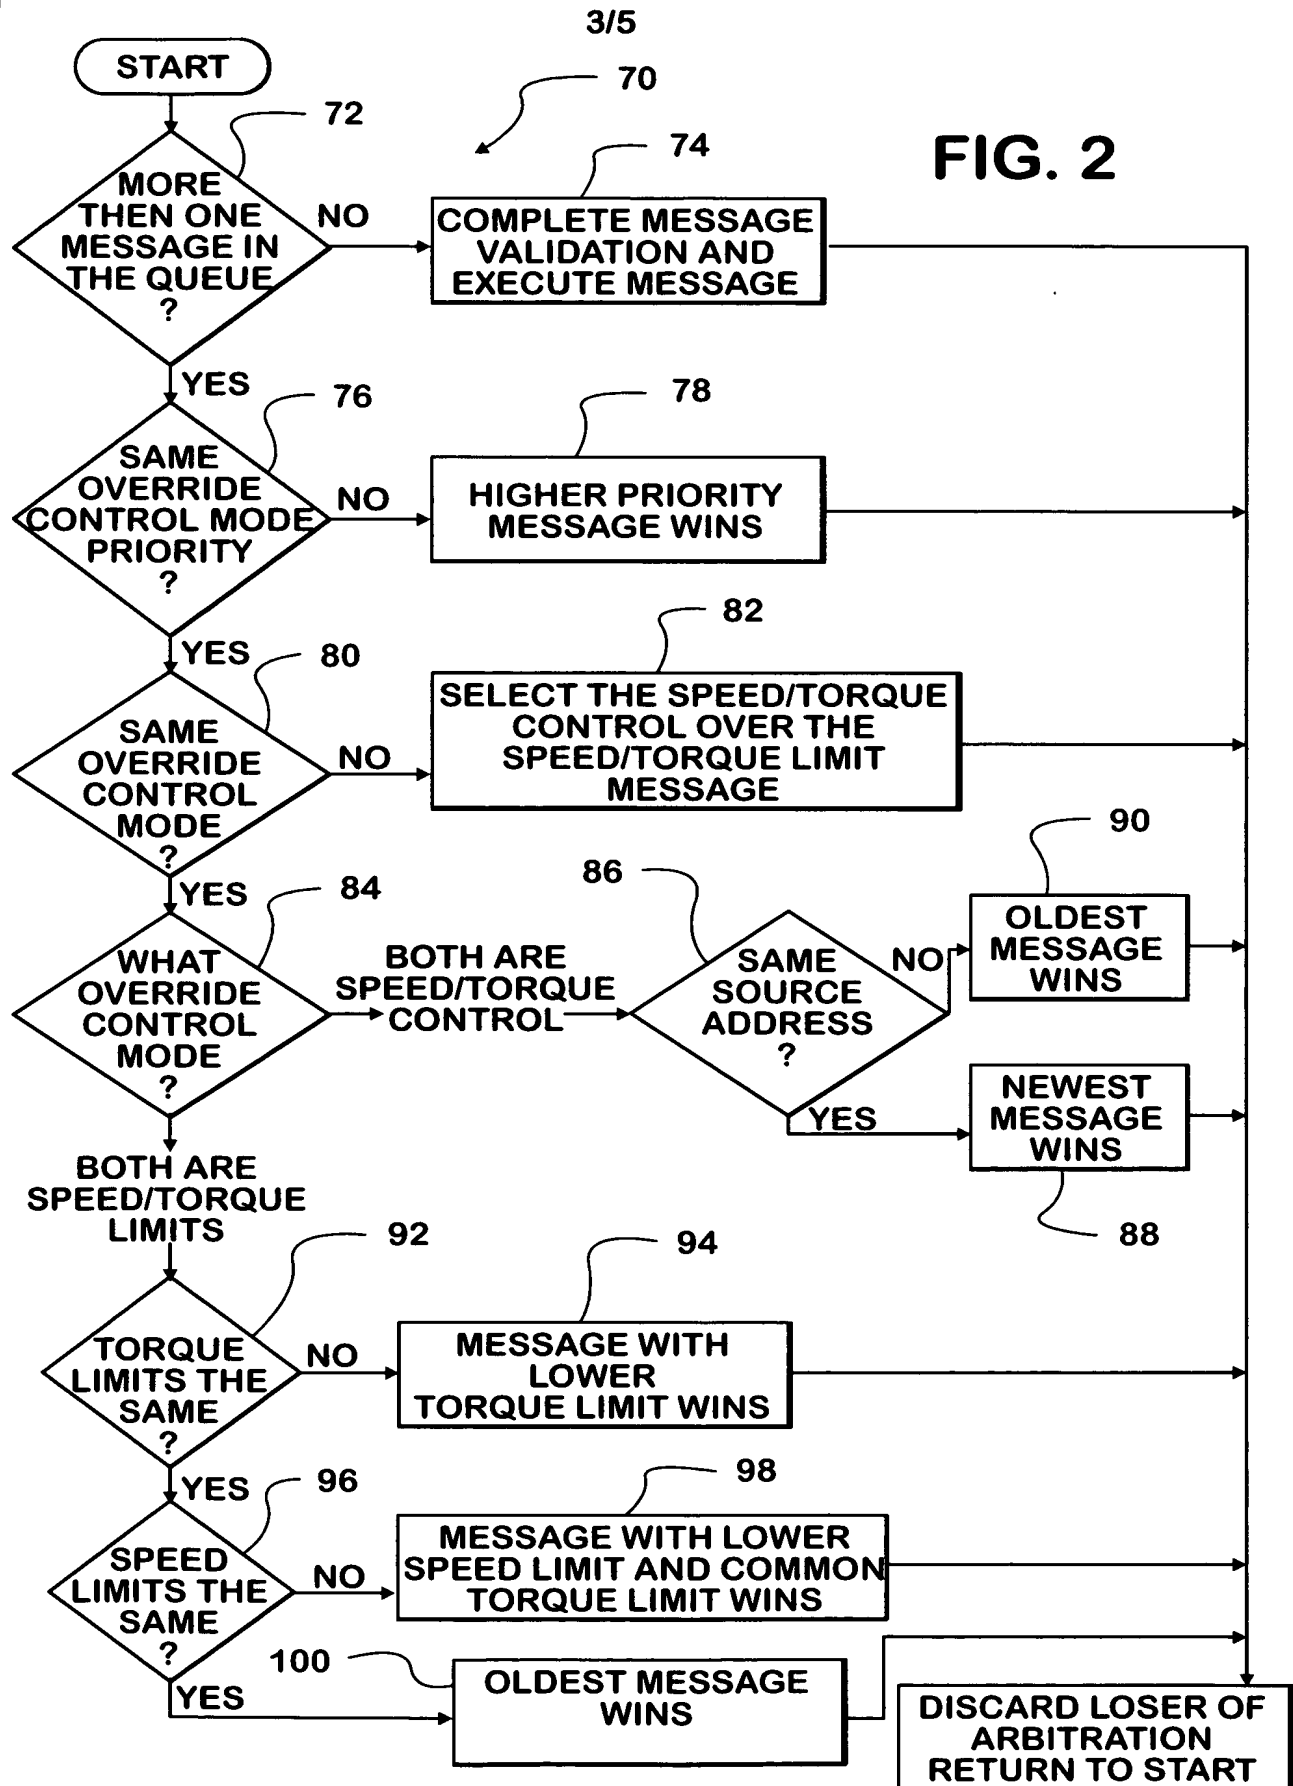 3/5
START
70
72
74
FIG. 2
MORE
THEN ONE
MESSAGE IN
THE QUEUE
?
NO
COMPLETE MESSAGE
VALIDATION AND
EXECUTE MESSAGE
YES
76
78
SAME
OVERRIDE
CONTROL MODE
PRIORITY
?
NO
HIGHER PRIORITY
MESSAGE WINS
YES
80
82
SAME
OVERRIDE
CONTROL
MODE
?
NO
SELECT THE SPEED/TORQUE
CONTROL OVER THE
SPEED/TORQUE LIMIT
MESSAGE
YES
84
86
90
WHAT
OVERRIDE
CONTROL
MODE
?
BOTH ARE
SPEED/TORQUE
CONTROL
SAME
SOURCE
ADDRESS
?
NO
OLDEST
MESSAGE
WINS
YES
NEWEST
MESSAGE
WINS
88
BOTH ARE
SPEED/TORQUE
LIMITS
92
94
TORQUE
LIMITS THE
SAME
?
NO
MESSAGE WITH
LOWER
TORQUE LIMIT WINS
YES
96
98
SPEED
LIMITS THE
SAME
?
NO
MESSAGE WITH LOWER
SPEED LIMIT AND COMMON
TORQUE LIMIT WINS
YES
100
OLDEST MESSAGE
WINS
DISCARD LOSER OF
ARBITRATION
RETURN TO START